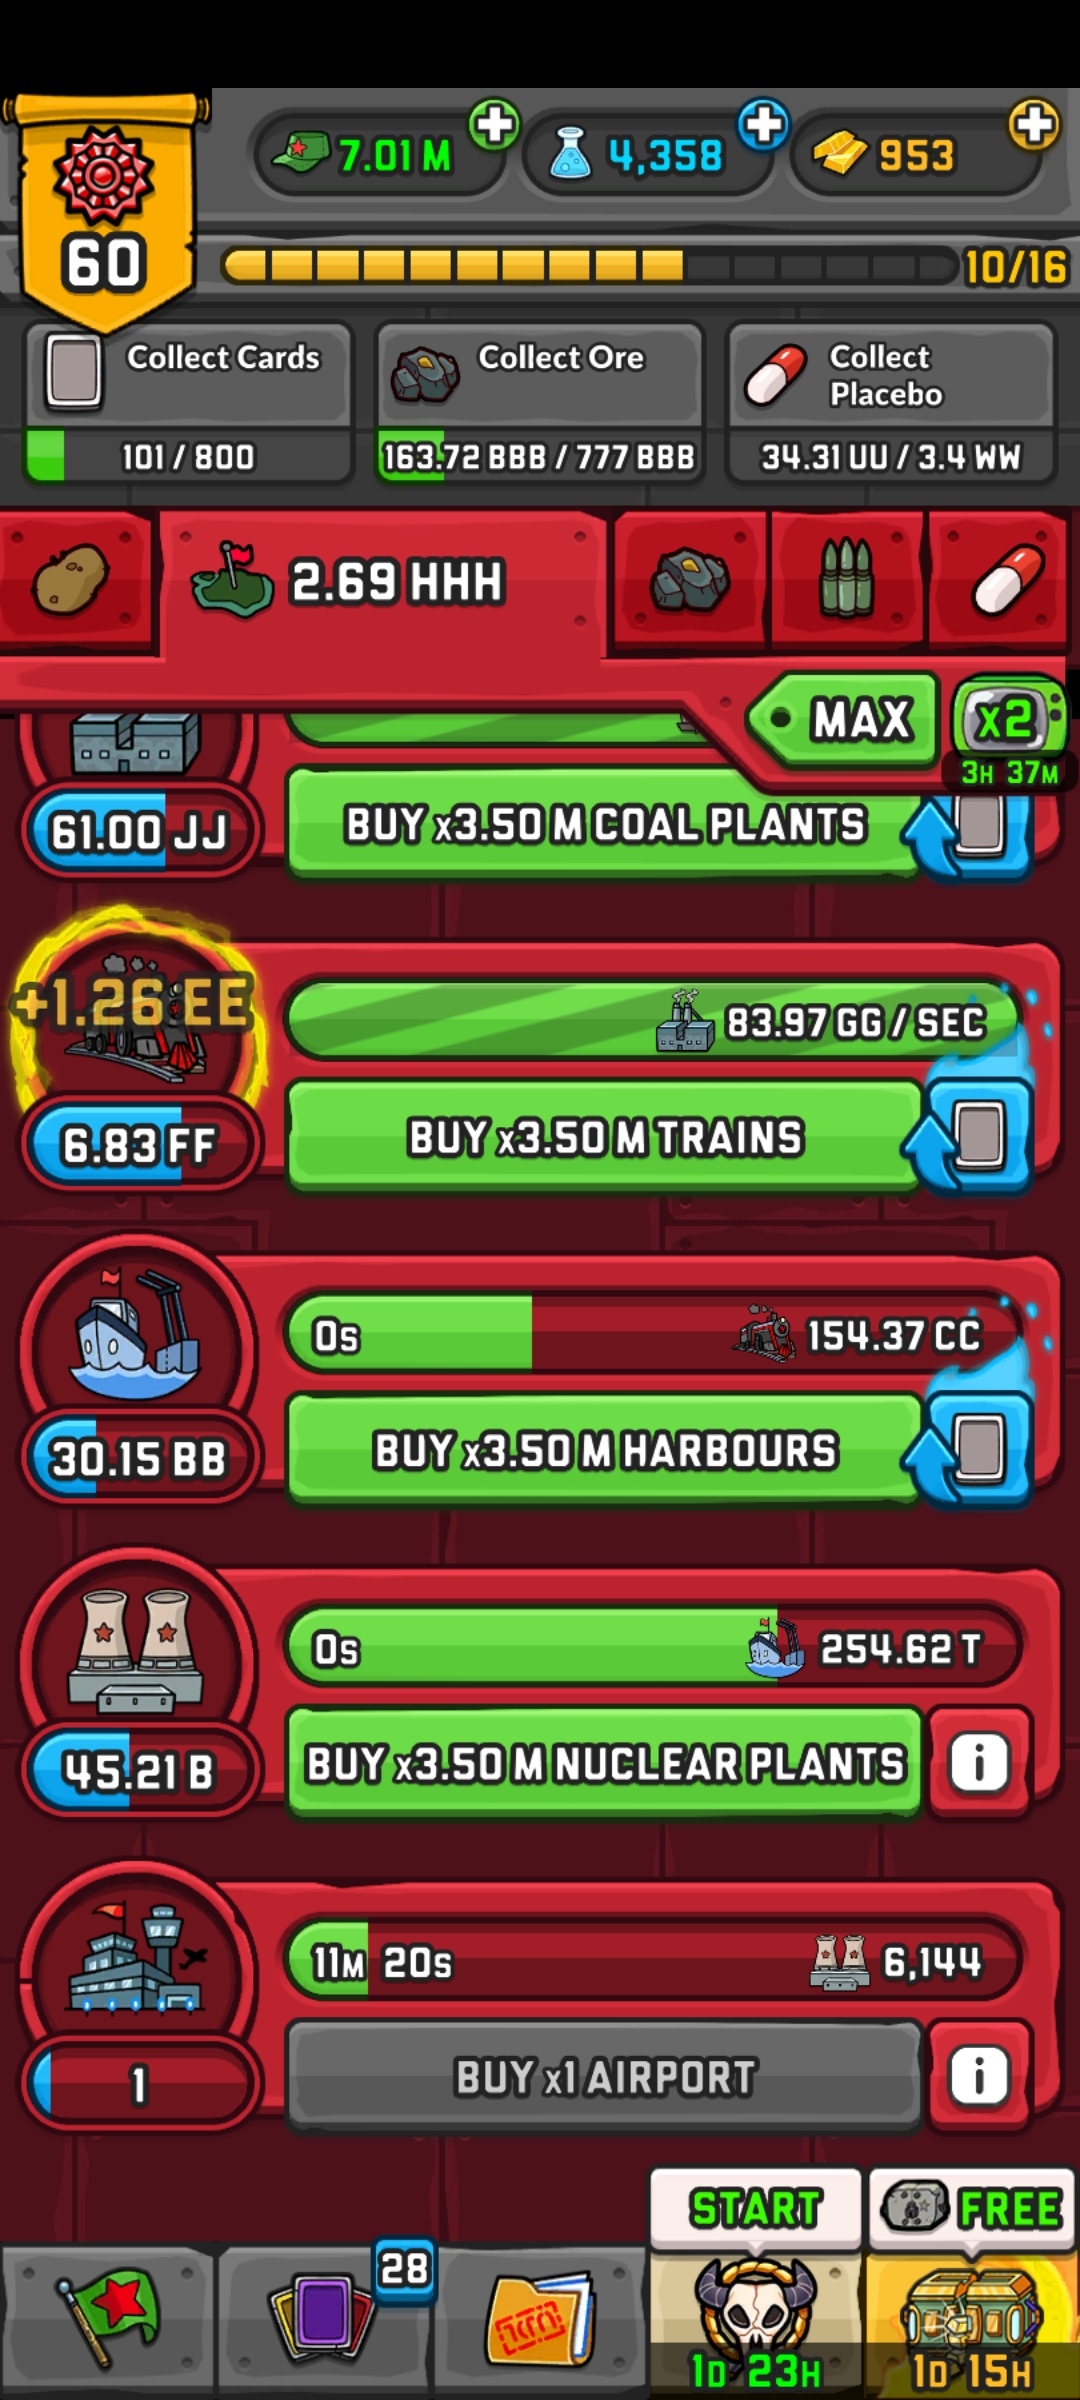 60
7.01 M
4,358
953
10/16
Collect Cards
101 / 800
Collect Ore
163.72 BBB / 777 BBB
Collect
Placebo
34.31 UU / 3.4 WW
2.69 HHH
MAX
x2
3H 37M
61.00 JJ
BUY x3.50 M COAL PLANTS
+1.26 EE
83.97 GG / SEC
6.83 FF
BUY x3.50 M TRAINS
0s
154.37 CC
30.15 BB
BUY x3.50 M HARBOURS
0s
254.62 T
45.21 B
BUY x3.50 M NUCLEAR PLANTS
i
11M 20s
6,144
1
BUY x1 AIRPORT
i
START
FREE
28
1D 23H
1D 15H